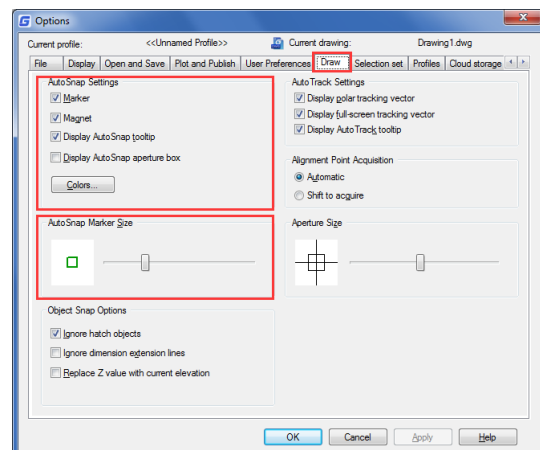 Options
Current profile: <<Unnamed Profile>> Current drawing: Drawing1.dwg
File Display Open and Save Plot and Publish User Preferences Draw Selection set Profiles Cloud storage
AutoSnap Settings
Marker
Magnet
Display AutoSnap tooltip
Display AutoSnap aperture box
Colors...
AutoTrack Settings
Display polar tracking vector
Display full-screen tracking vector
Display AutoTrack tooltip
Alignment Point Acquisition
Automatic
Shift to acquire
AutoSnap Marker Size
Aperture Size
Object Snap Options
Ignore hatch objects
Ignore dimension extension lines
Replace Z value with current elevation
OK Cancel Apply Help